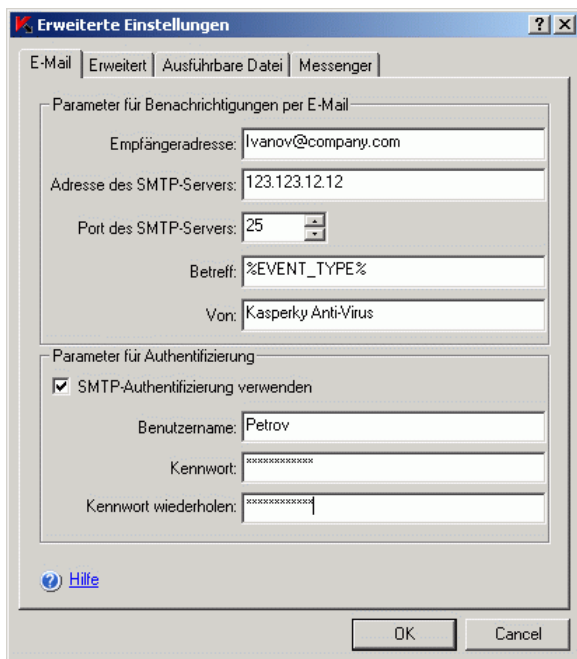 Erweiterte Einstellungen
E-Mail Erweitert Ausführbare Datei Messenger
Parameter für Benachrichtigungen per E-Mail
Empfängeradresse: Ivanov@company.com
Adresse des SMTP-Servers: 123.123.12.12
Port des SMTP-Servers: 25
Betreff: %EVENT_TYPE%
Von: Kasperky Anti-Virus
Parameter für Authentifizierung
SMTP-Authentifizierung verwenden
Benutzername: Petrov
Kennwort: ************
Kennwort wiederholen: ************
Hilfe
OK Cancel